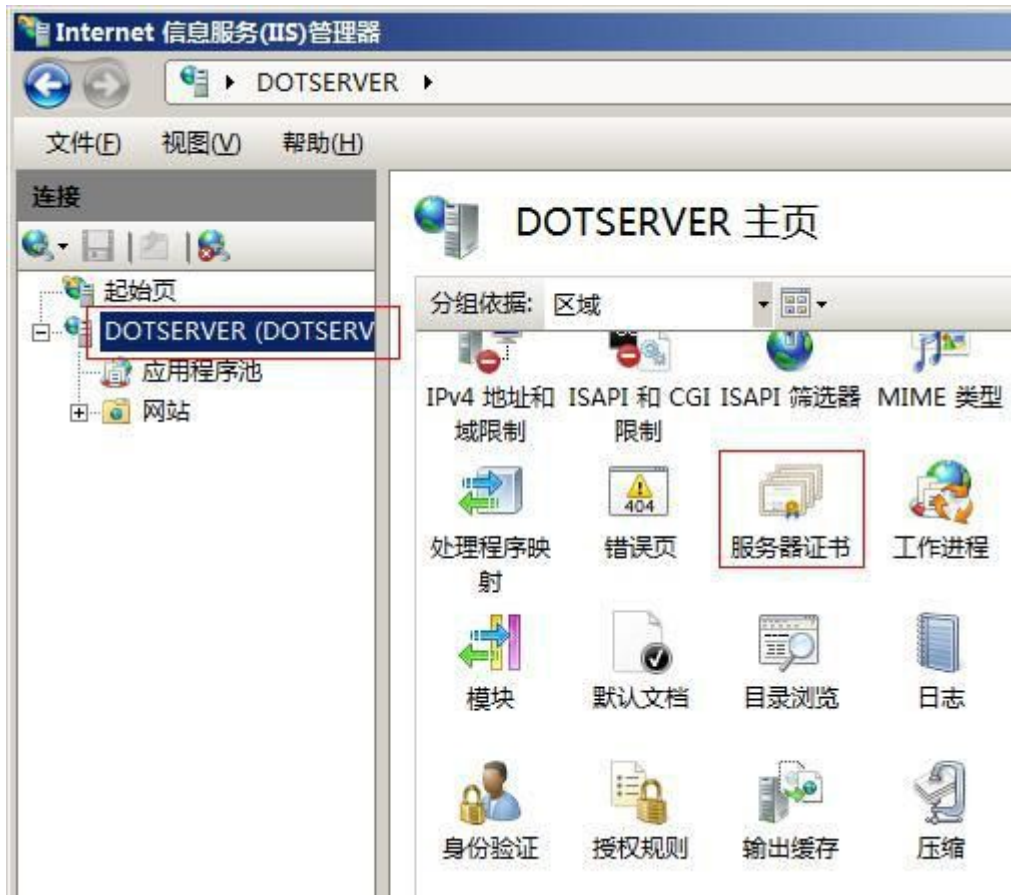 Internet 信息服务(IIS)管理器
DOTSERVER
文件(F) 视图(V) 帮助(H)
连接
起始页
DOTSERVER (DOTSERV
应用程序池
网站
DOTSERVER 主页
分组依据: 区域
IPv4 地址和 ISAPI 和 CGI ISAPI 筛选器 MIME 类型
域限制 限制
404
处理程序映 错误页 服务器证书 工作进程
射
模块 默认文档 目录浏览 日志
身份验证 授权规则 输出缓存 压缩